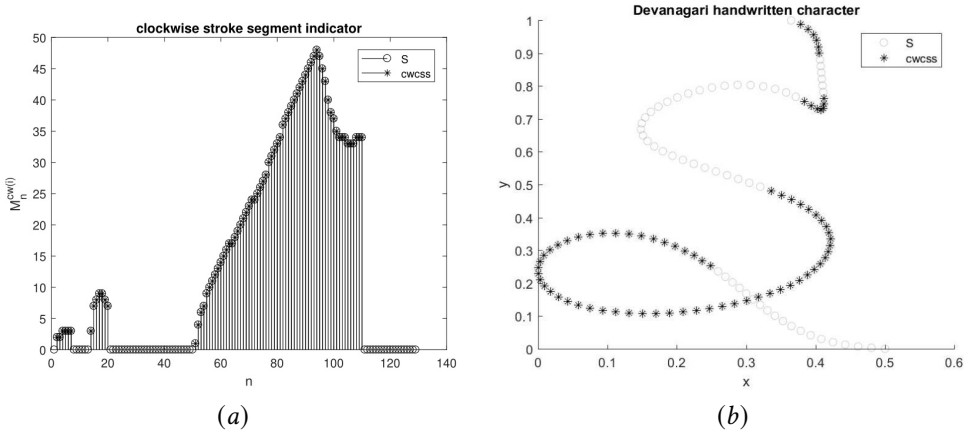 clockwise stroke segment indicator
50
45
40
35
30
25
20
15
10
5
0
M_n^{cw(i)}
S
cwcss
0 20 40 60 80 100 120 140
n
(a)
Devanagari handwritten character
1
0.9
0.8
0.7
0.6
0.5
0.4
0.3
0.2
0.1
0
y
S
cwcss
0 0.1 0.2 0.3 0.4 0.5 0.6
x
(b)